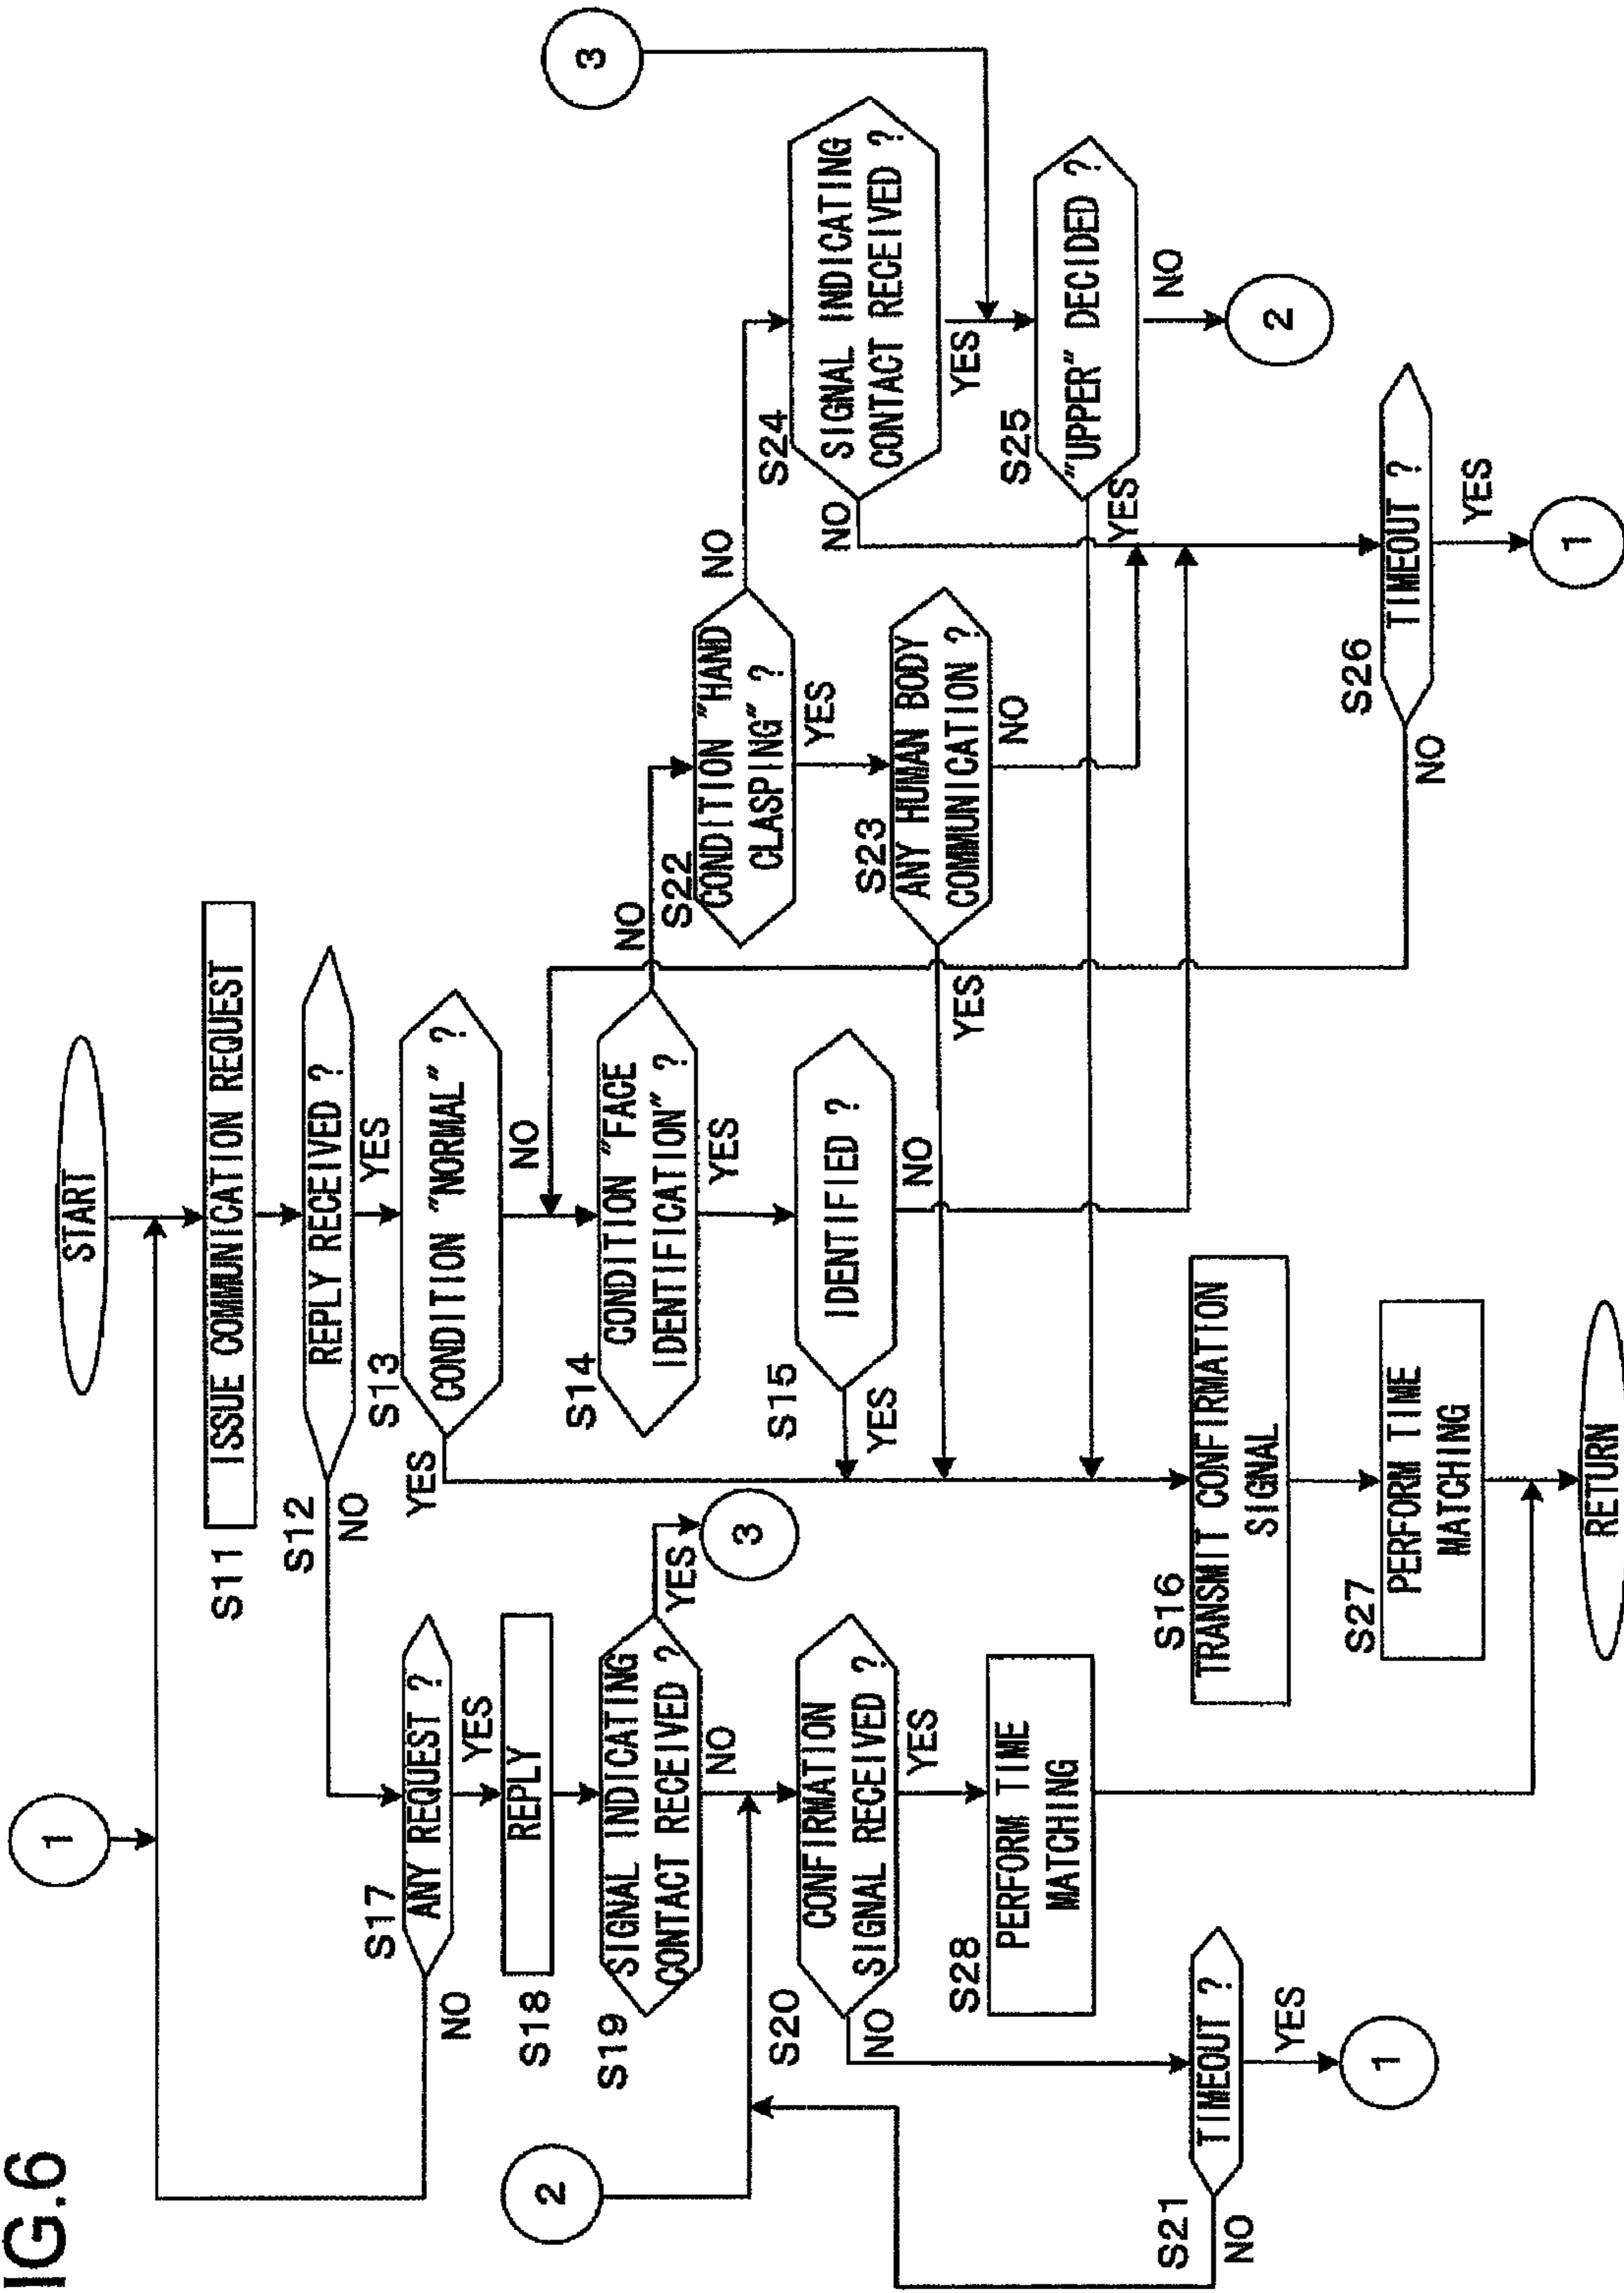 IG.6
START
1
S11
ISSUE COMMUNICATION REQUEST
S12
REPLY RECEIVED ?
NO
YES
S13
CONDITION "NORMAL" ?
YES
NO
S14
CONDITION "FACE
IDENTIFICATION" ?
NO
YES
S15
IDENTIFIED ?
YES
NO
S16
TRANSMIT CONFIRMATION
SIGNAL
S27
PERFORM TIME
MATCHING
RETURN
S17
ANY REQUEST ?
NO
YES
S18
REPLY
S19
SIGNAL INDICATING
CONTACT RECEIVED ?
YES
3
NO
2
S20
CONFIRMATION
SIGNAL RECEIVED ?
NO
YES
S28
PERFORM TIME
MATCHING
S21
TIMEOUT ?
NO
YES
1
S22
CONDITION "HAND
CLASPING" ?
NO
YES
S23
ANY HUMAN BODY
COMMUNICATION ?
YES
NO
3
S24
SIGNAL INDICATING
CONTACT RECEIVED ?
NO
YES
S25
"UPPER" DECIDED ?
YES
NO
2
S26
TIMEOUT ?
NO
YES
1